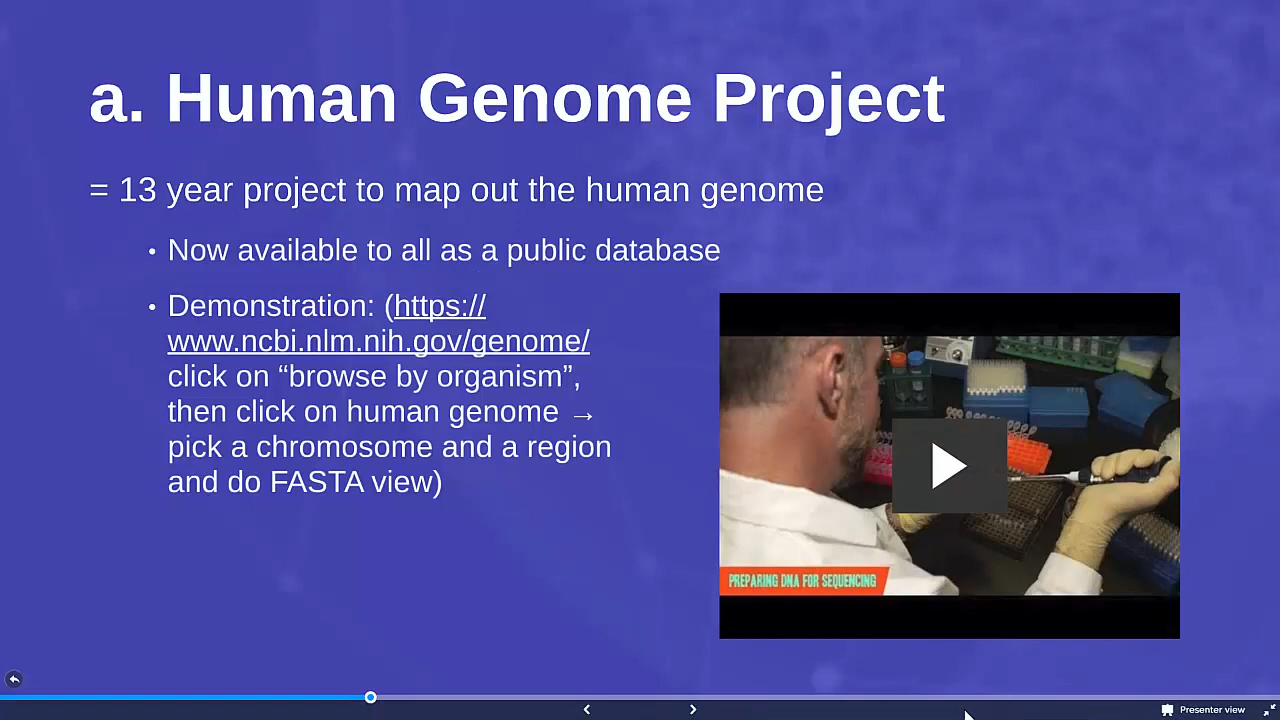 a. Human Genome Project
= 13 year project to map out the human genome
• Now available to all as a public database
• Demonstration: (https://
www.ncbi.nlm.nih.gov/genome/
click on “browse by organism”,
then click on human genome →
pick a chromosome and a region
and do FASTA view)
PREPARING DNA FOR SEQUENCING
Presenter view